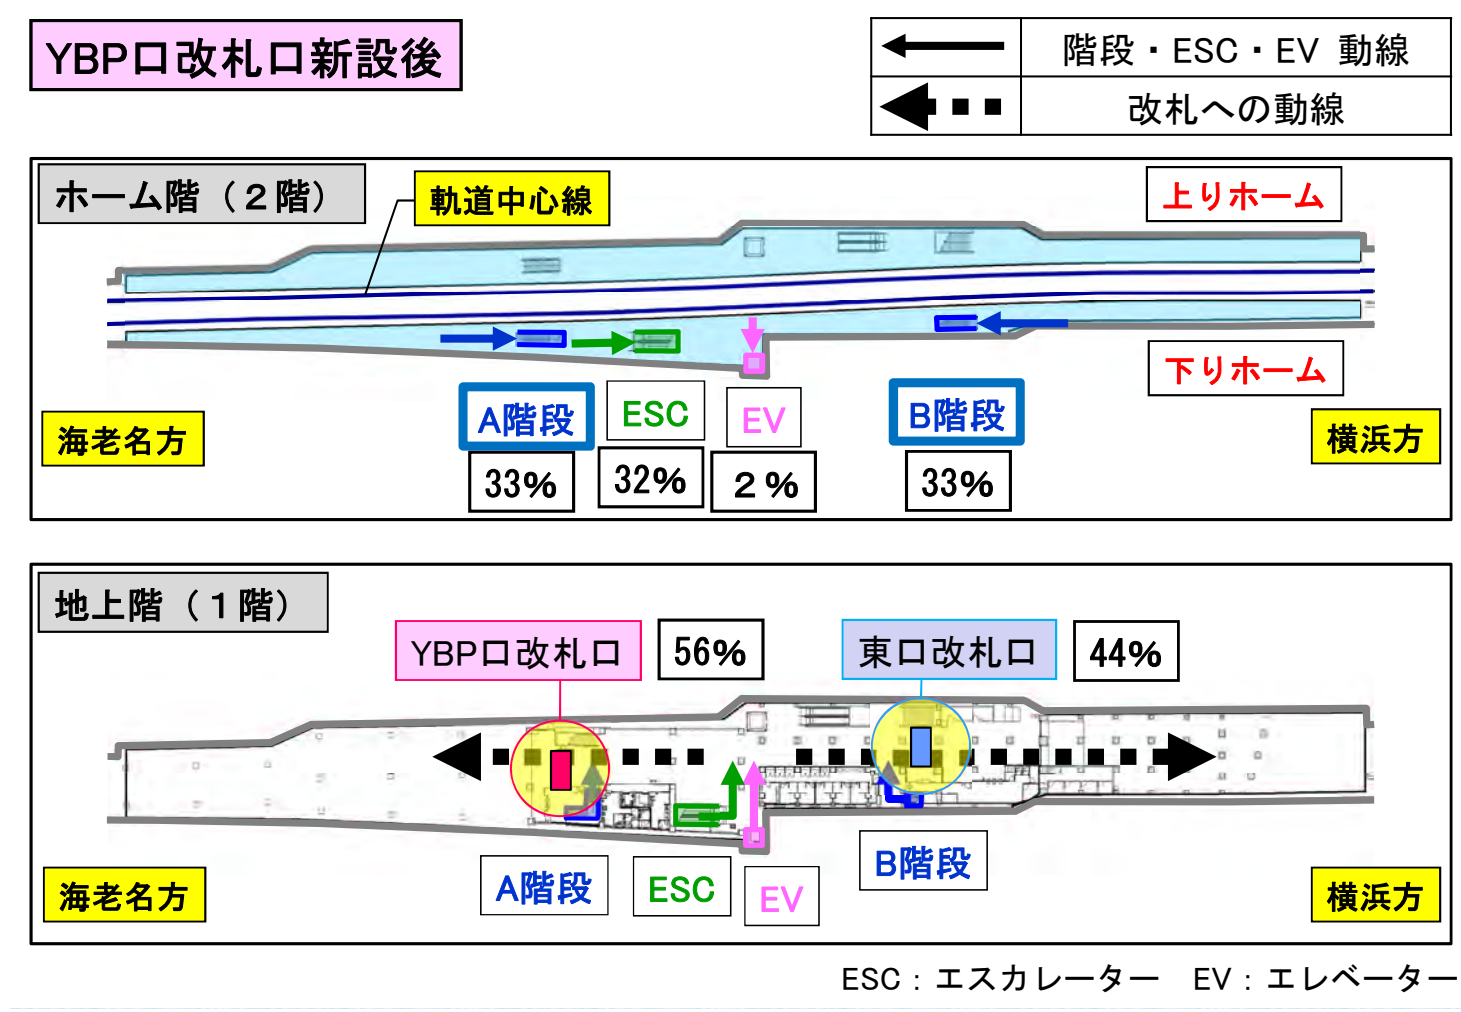 YBP口改札口新設後
階段・ESC・EV 動線
改札への動線
ホーム階（２階）
軌道中心線
上りホーム
下りホーム
A階段
ESC
EV
B階段
33%
32%
２％
33%
海老名方
横浜方
地上階（１階）
YBP口改札口
56%
東口改札口
44%
A階段
ESC
EV
B階段
海老名方
横浜方
ESC：エスカレーター　EV：エレベーター